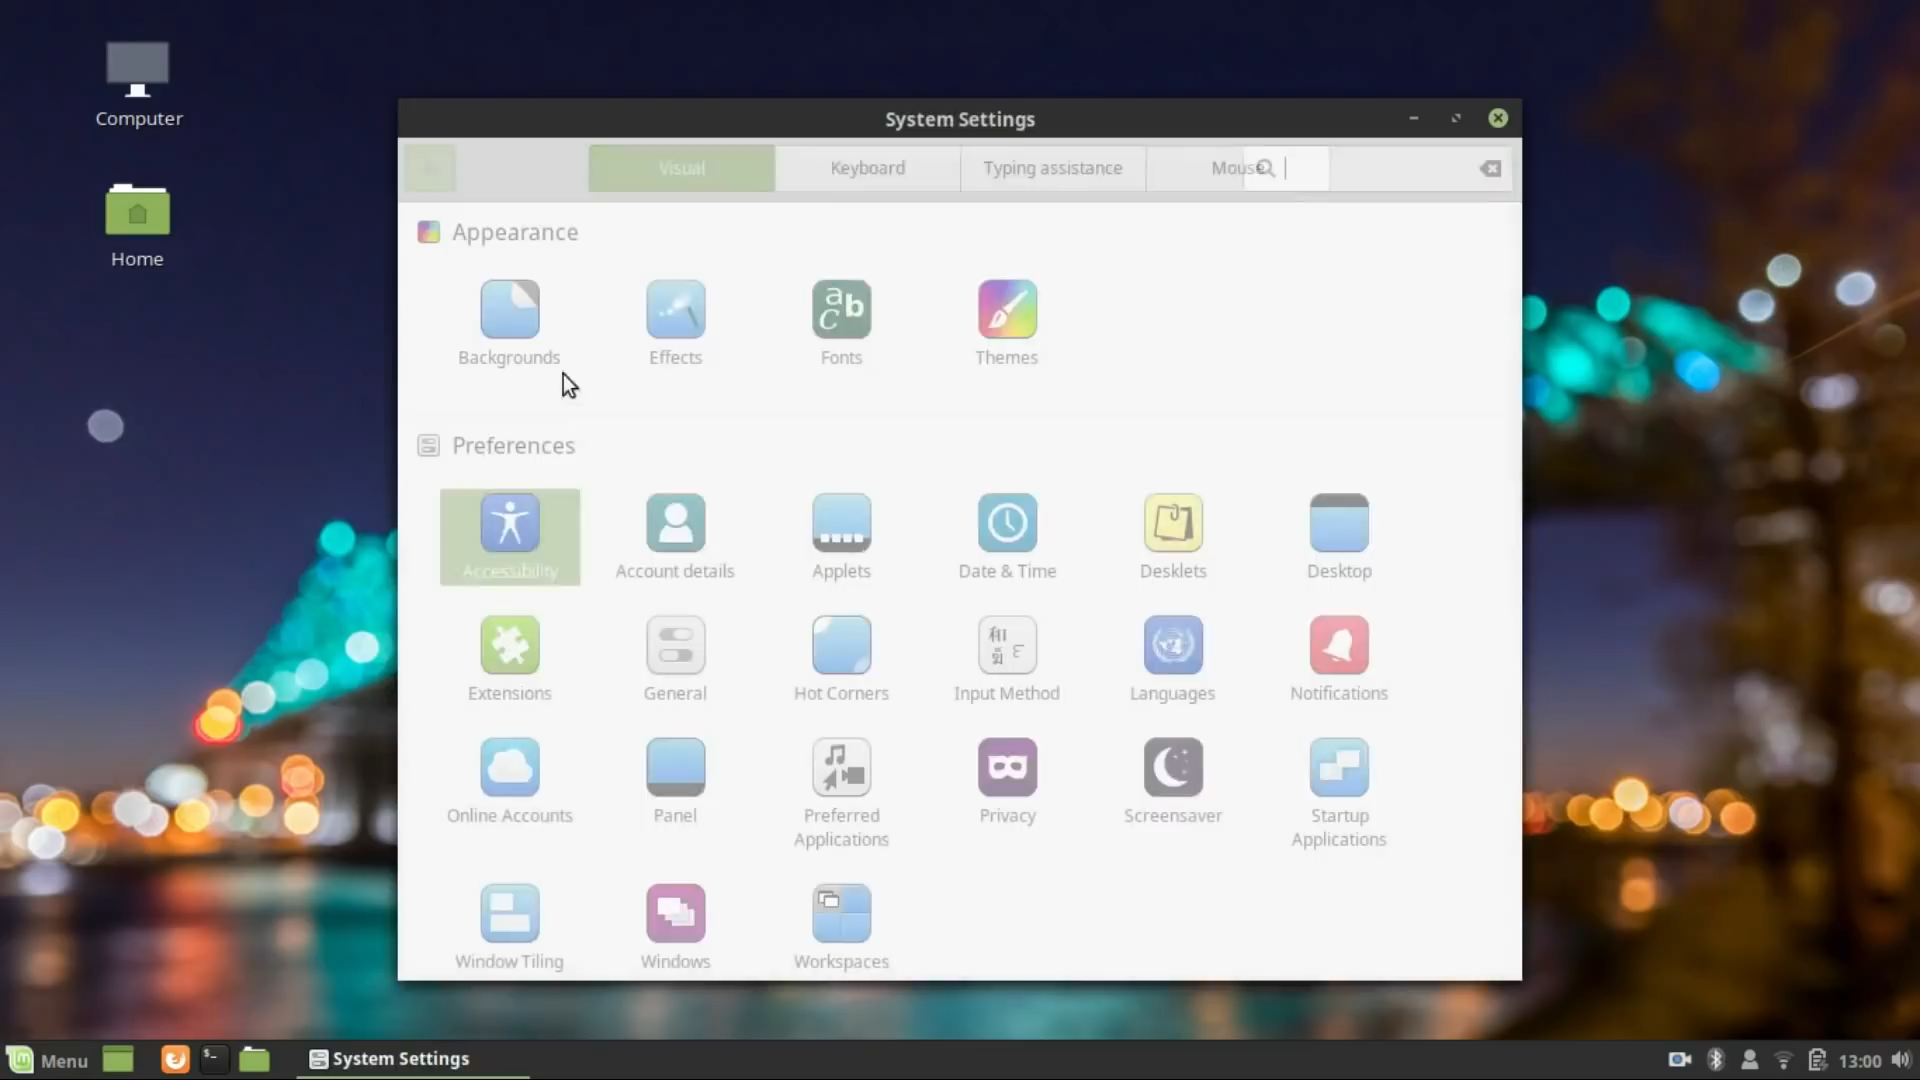 Computer
Home
System Settings
Visual
Keyboard
Typing assistance
Mouse
Appearance
Backgrounds
Effects
Fonts
Themes
Preferences
Accessibility
Account details
Applets
Date & Time
Desklets
Desktop
Extensions
General
Hot Corners
Input Method
Languages
Notifications
Online Accounts
Panel
Preferred
Applications
Privacy
Screensaver
Startup
Applications
Window Tiling
Windows
Workspaces
Menu
System Settings
13:00